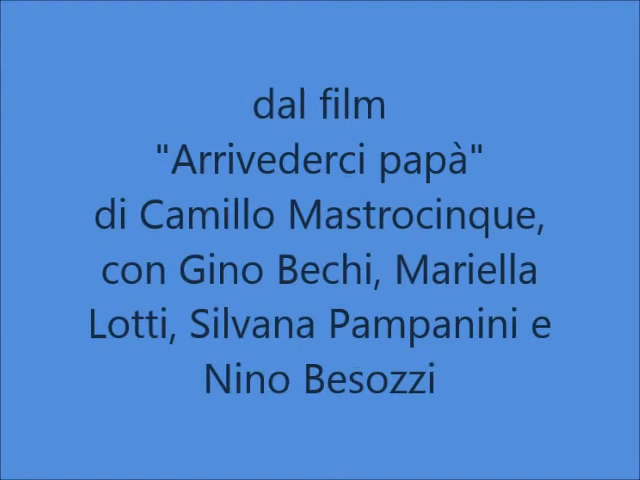 dal film
"Arrivederci papà"
di Camillo Mastrocinque,
con Gino Bechi, Mariella
Lotti, Silvana Pampanini e
Nino Besozzi